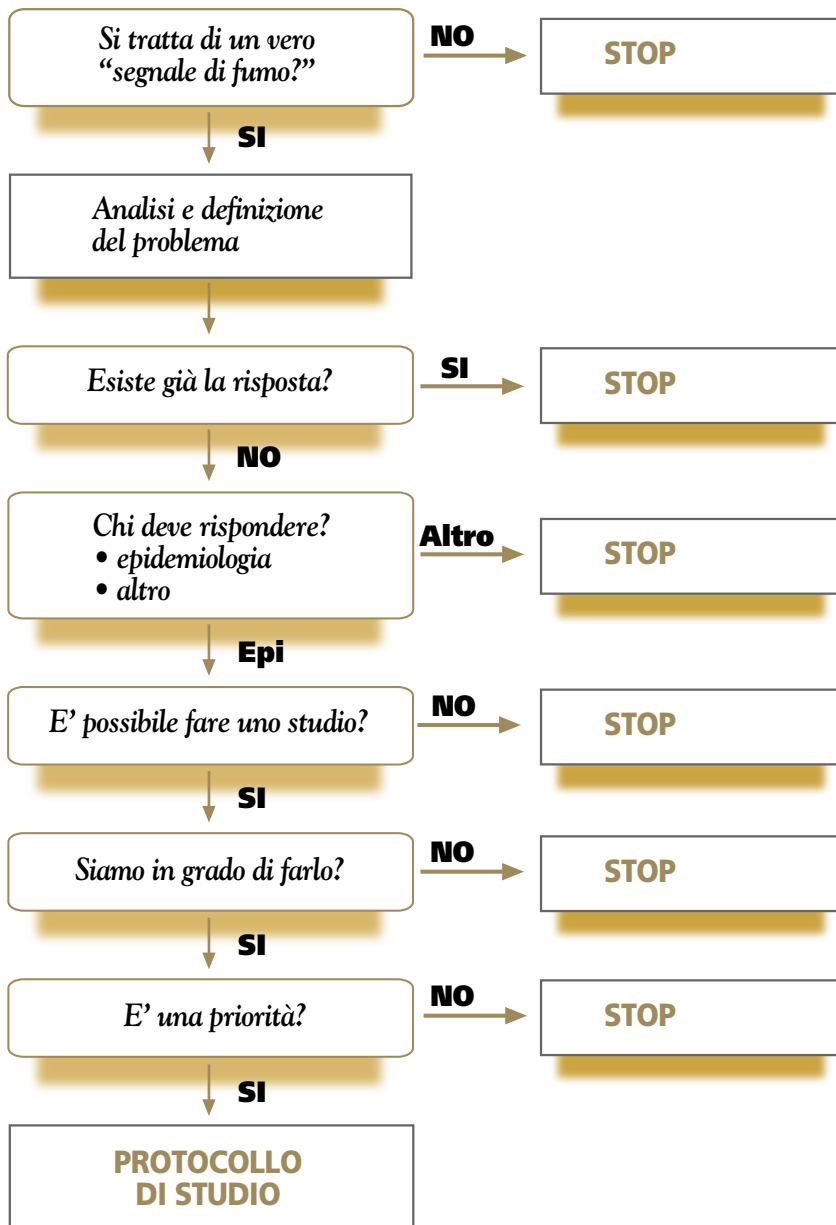 Si tratta di un vero
“segnale di fumo?”
NO
STOP
SI
Analisi e definizione
del problema
Esiste già la risposta?
SI
STOP
NO
Chi deve rispondere?
• epidemiologia
• altro
Altro
STOP
Epi
E' possibile fare uno studio?
NO
STOP
SI
Siamo in grado di farlo?
NO
STOP
SI
E' una priorità?
NO
STOP
SI
PROTOCOLLO
DI STUDIO